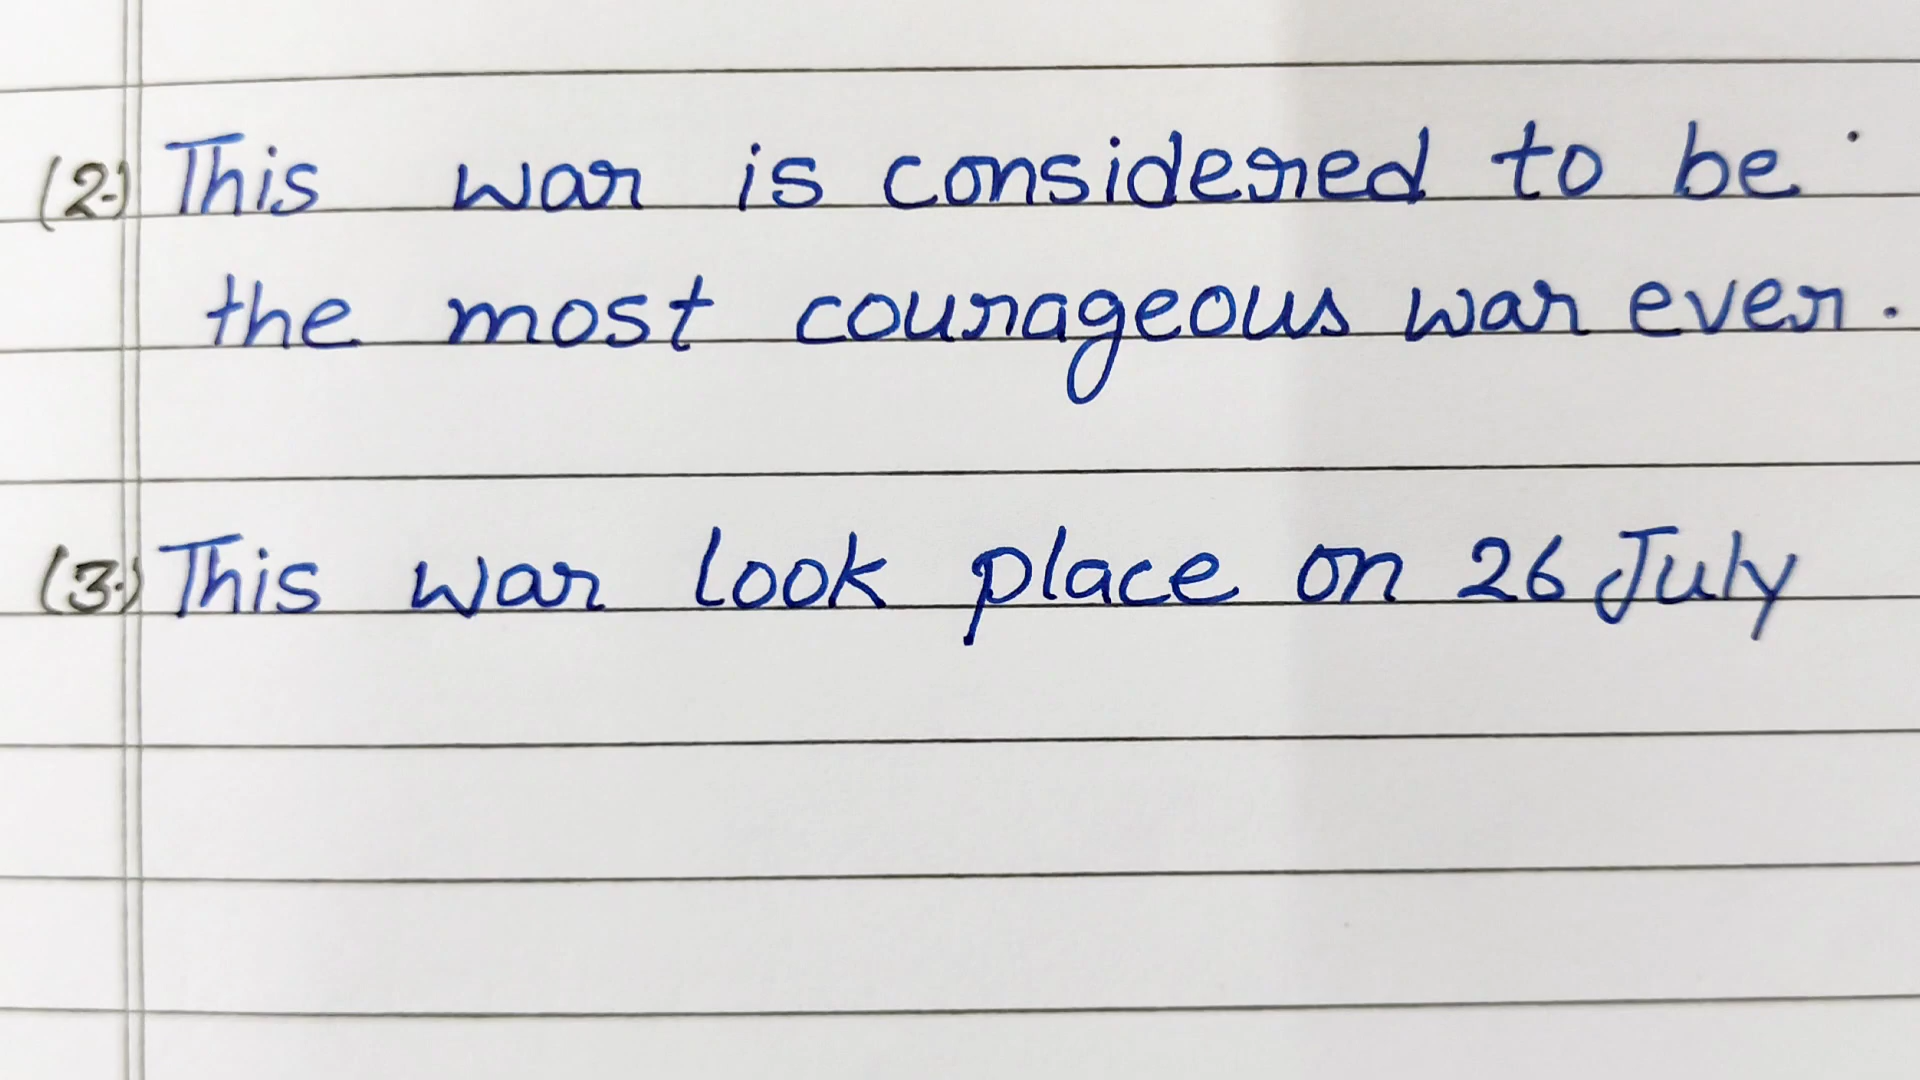 (2.) This war is considered to be
the most courageous war ever.
(3.) This war look place on 26 July